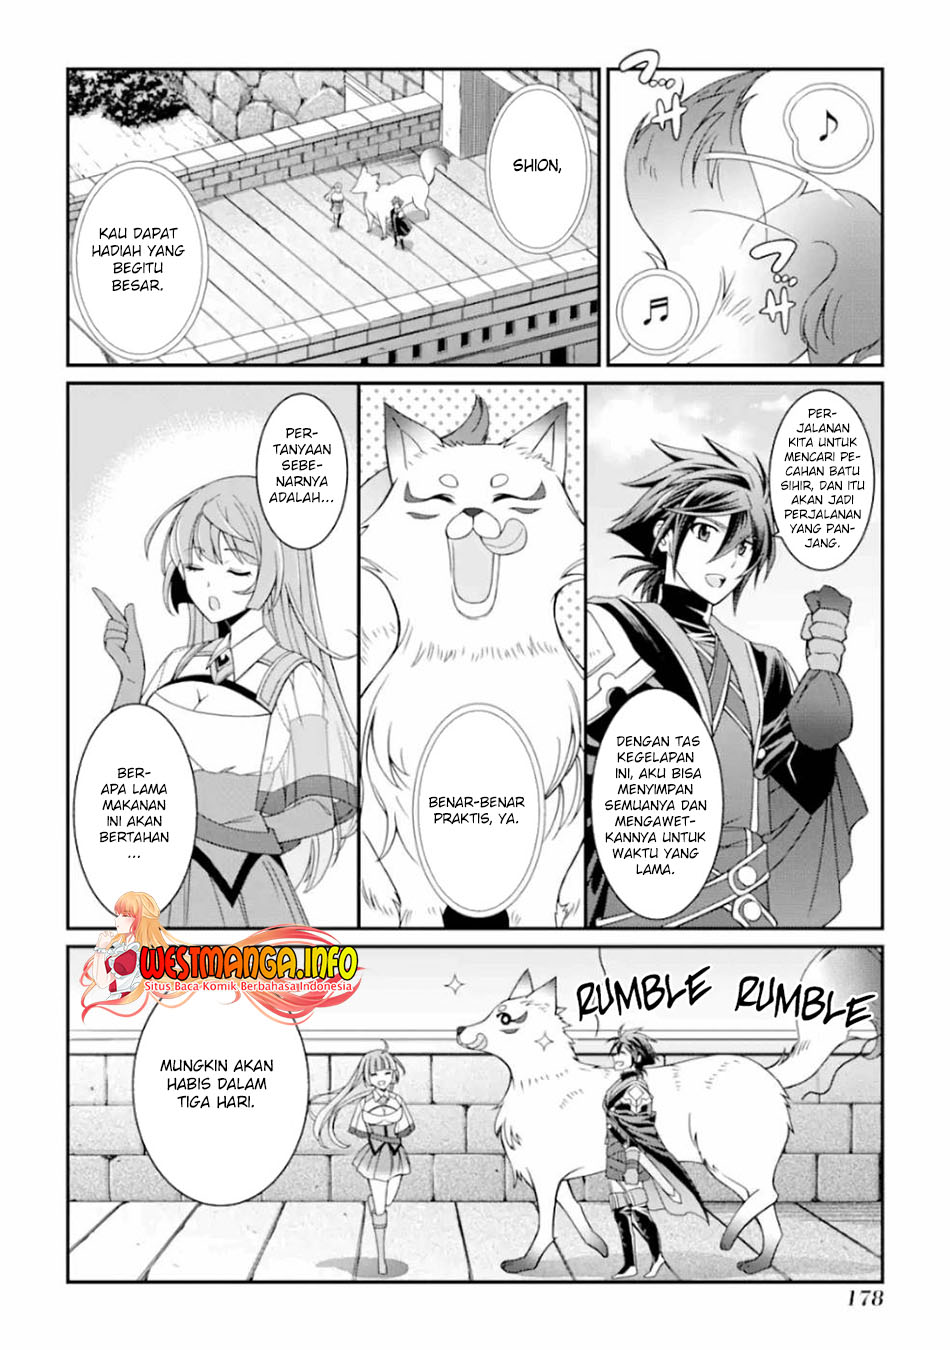 SHION,
KAU DAPAT
HADIAH YANG
BEGITU
BESAR.
PER-
JALANAN
KITA UNTUK
MENCARI PE-
CAHAN BATU
SIHIR, DAN ITU
AKAN JADI
PERJALANAN
YANG PAN-
JANG.
DENGAN TAS
KEGELAPAN
INI, AKU BISA
MENYIMPAN
SEMUANYA DAN
MENGAWET-
KANNYA UNTUK
WAKTU YANG
LAMA.
BENAR-BENAR
PRAKTIS, YA.
PER-
TANYAAN
SEBE-
NARNYA
ADALAH...
BER-
APA LAMA
MAKANAN
INI AKAN
BERTAHAN
...
WESTMANGA.INFO
Situs Baca Komik Berbahasa Indonesia
RUMBLE RUMBLE
MUNGKIN AKAN
HABIS DALAM
TIGA HARI.
178